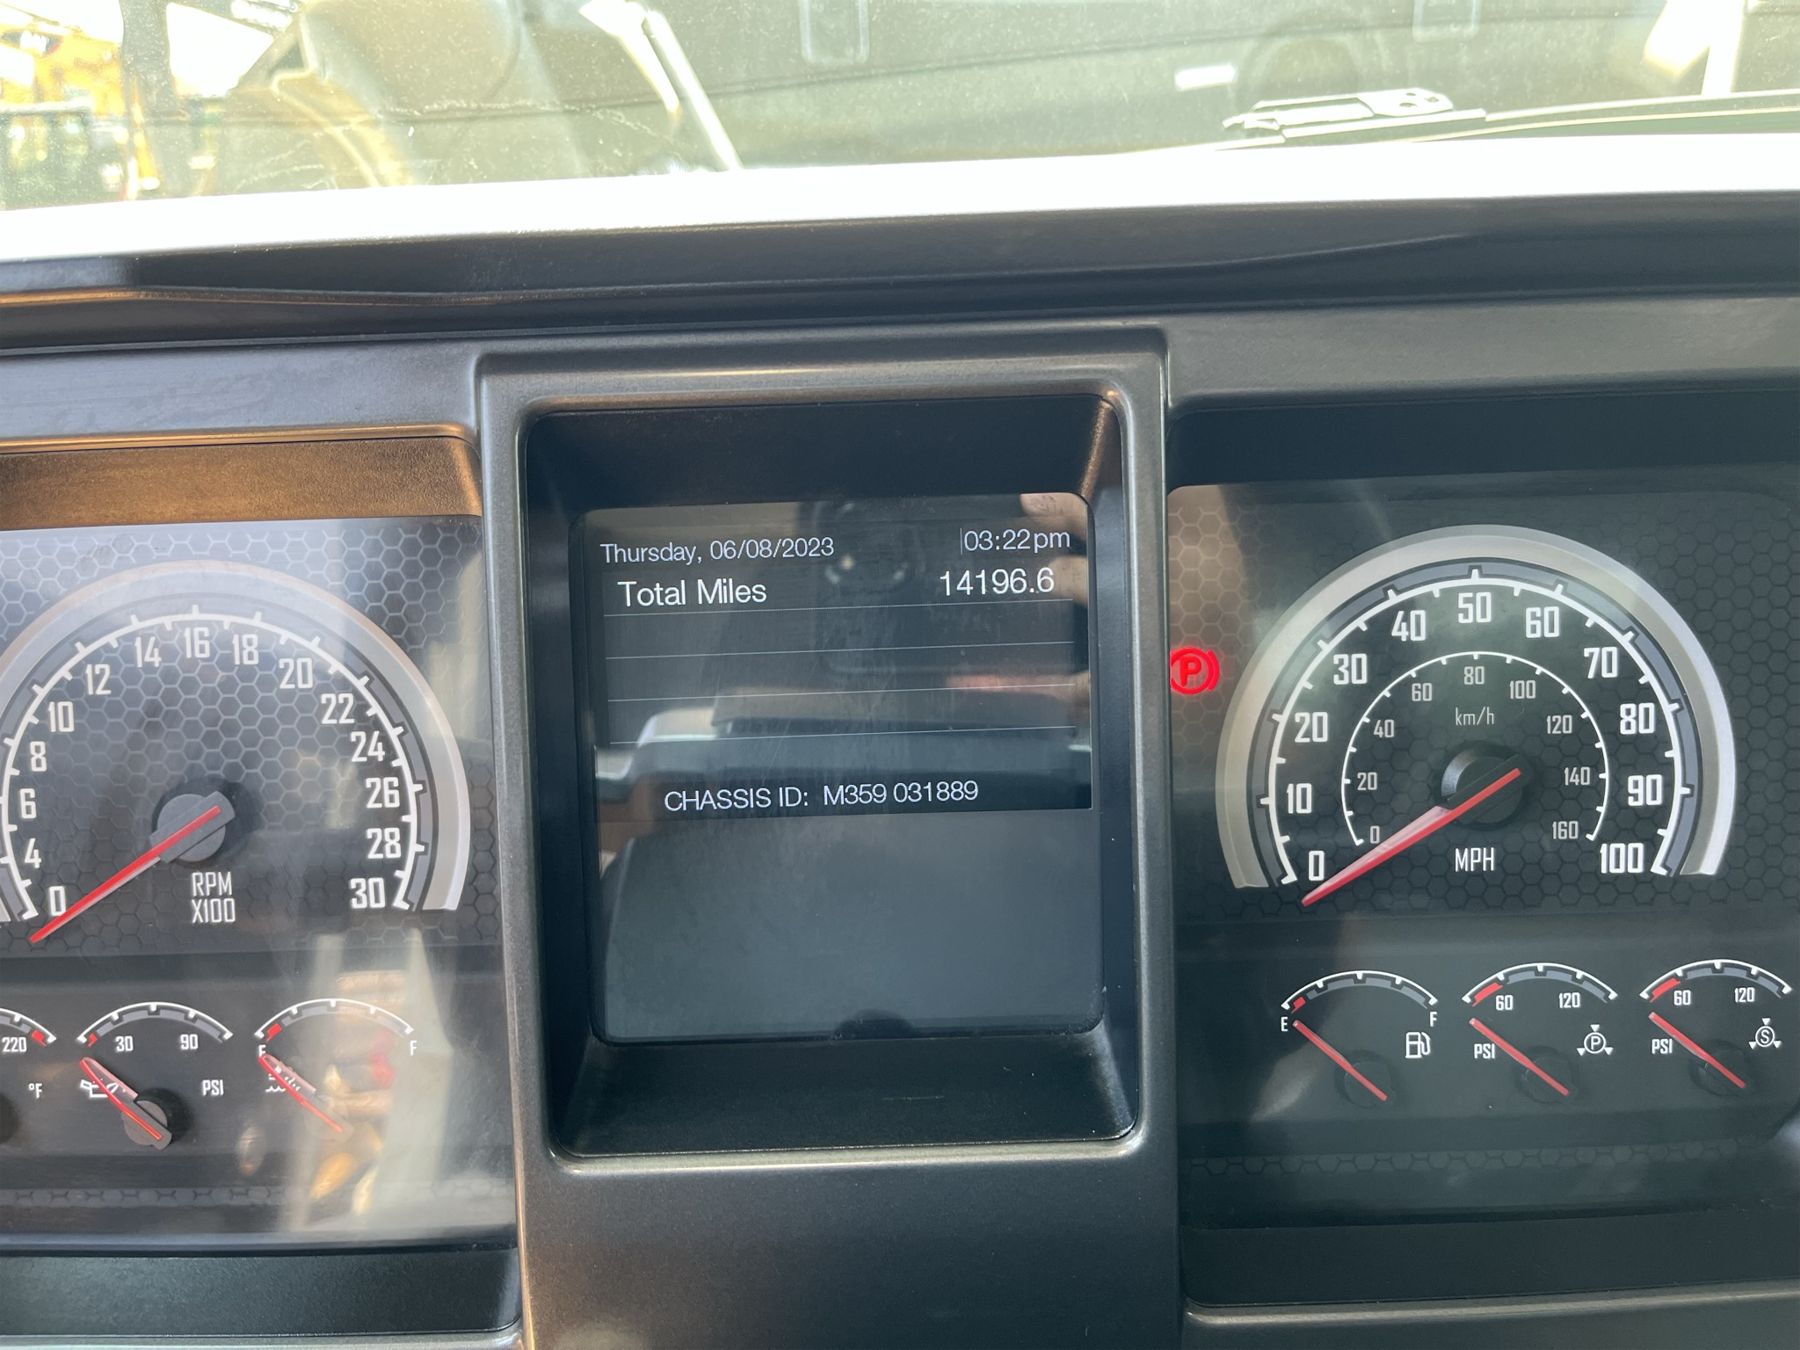 Thursday, 06/08/2023 03:22pm
Total Miles 14196.6
CHASSIS ID: M359 031889
0 4 6 8 10 12 14 16 18 20 22 24 26 28 30
RPM
X100
220
°F
30 90
PSI
E F
P
0 10 20 30 40 50 60 70 80 90 100
0 20 40 60 80 100 120 140 160
km/h
MPH
E F
60 120
PSI
P
60 120
PSI
S